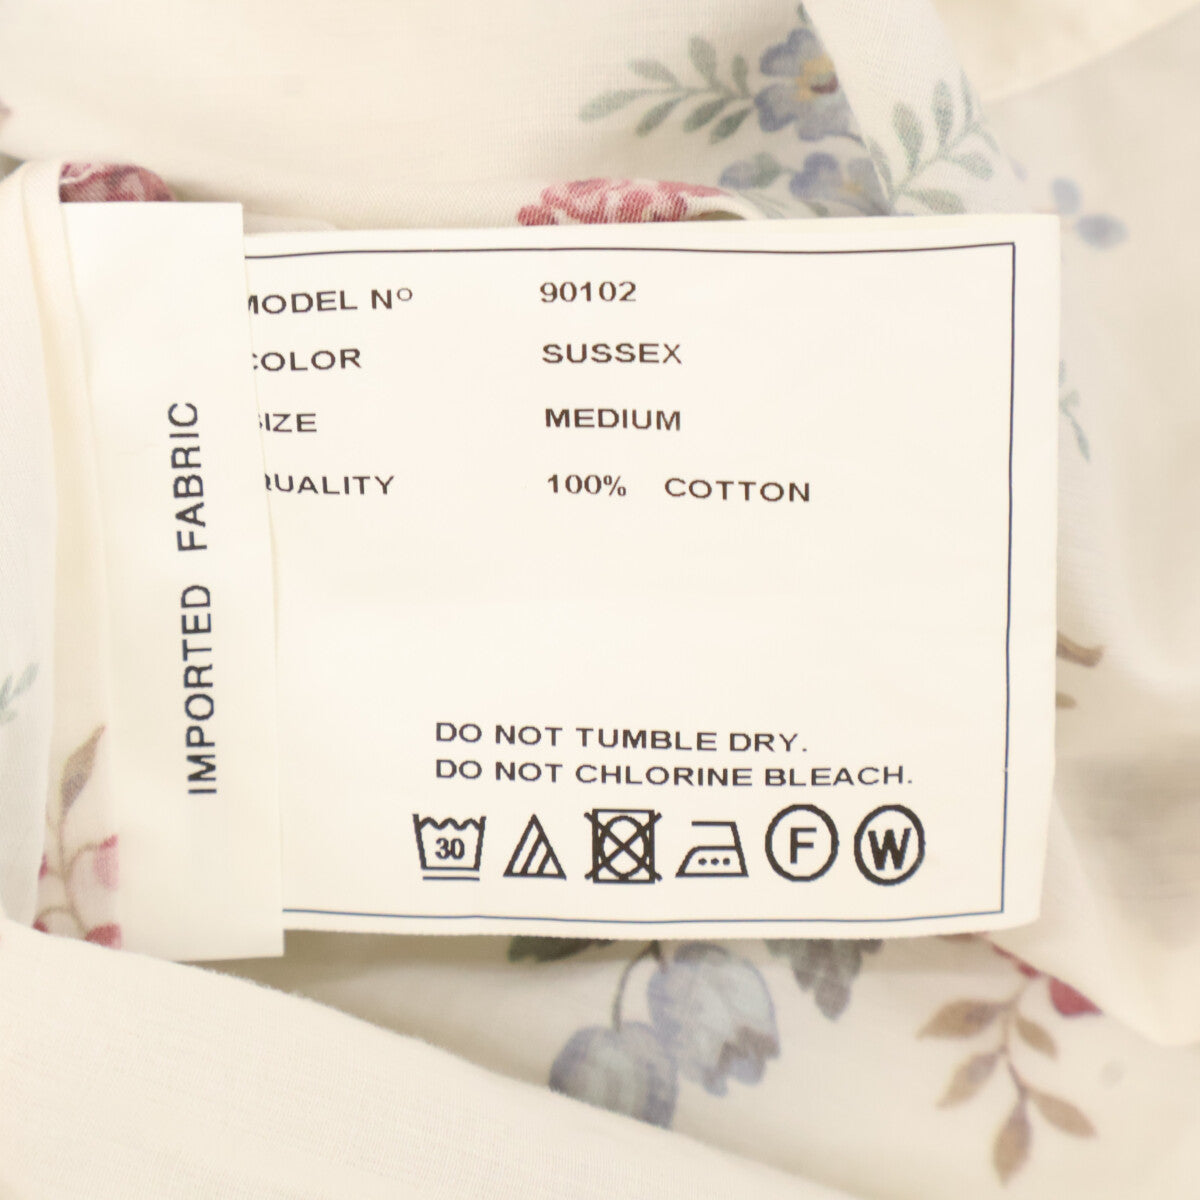 IMPORTED FABRIC
MODEL Nº 90102
COLOR SUSSEX
SIZE MEDIUM
QUALITY 100% COTTON
DO NOT TUMBLE DRY.
DO NOT CHLORINE BLEACH.
30 F W